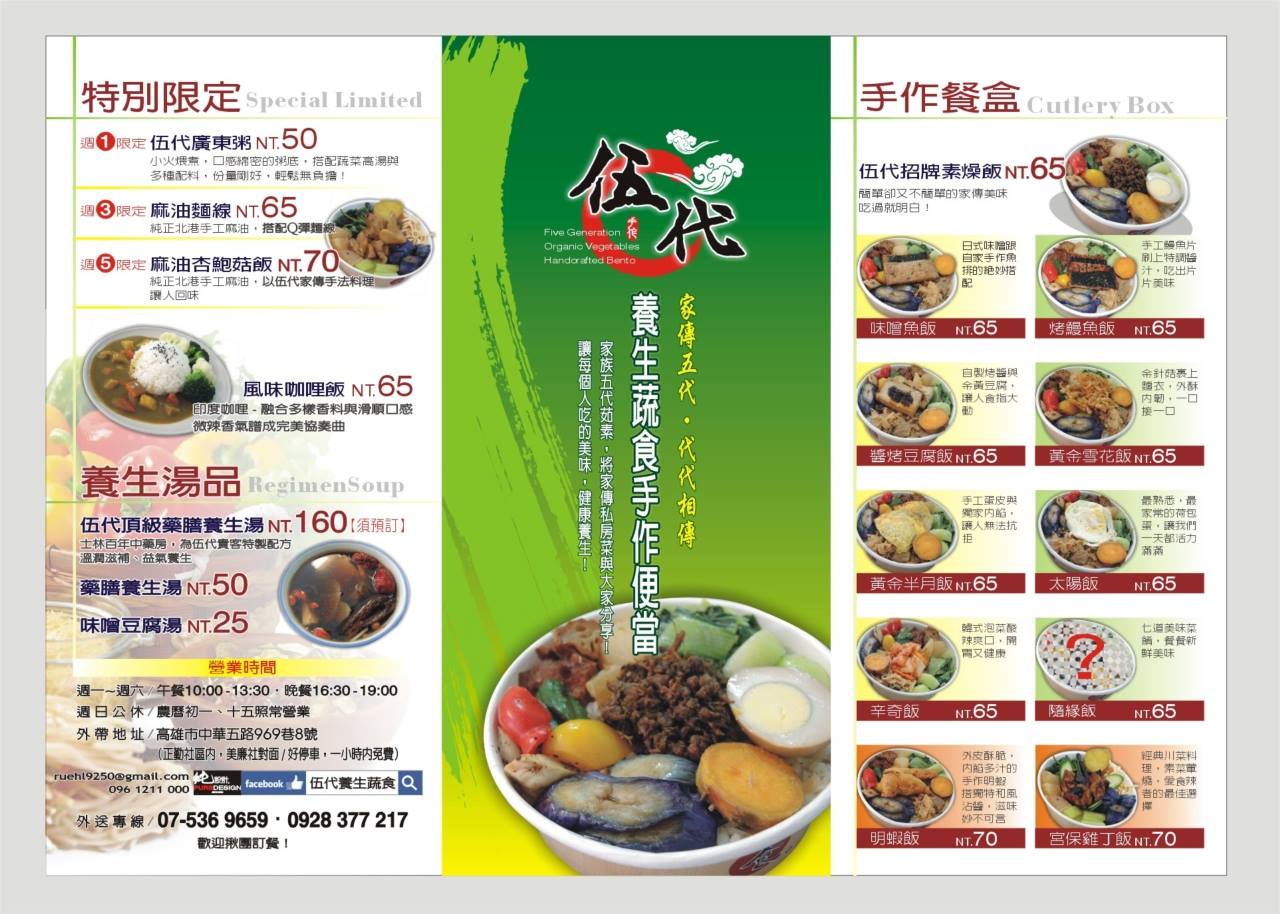 特別限定 Special Limited
週1限定 伍代廣東粥 NT.50
小火煨煮，口感綿密的粥底，搭配蔬菜高湯與
多種配料，份量剛好，輕鬆無負擔！
週3限定 麻油麵線 NT.65
純正北港手工麻油，搭配Q彈麵線
週5限定 麻油杏鮑菇飯 NT.70
純正北港手工麻油，以伍代家傳手法料理
讓人回味
風味咖哩飯 NT.65
印度咖哩 - 融合多樣香料與滑順口感
微辣香氣譜成完美協奏曲
養生湯品 RegimenSoup
伍代頂級藥膳養生湯 NT.160【須預訂】
士林百年中藥房，為伍代貴客特製配方
溫潤滋補、益氣養生
藥膳養生湯 NT.50
味噌豆腐湯 NT.25
營業時間
週一~週六 / 午餐10:00 - 13:30 · 晚餐16:30 - 19:00
週日公休 / 農曆初一、十五照常營業
外帶地址 / 高雄市中華五路969巷8號
(正勤社區內，美廉社對面 / 好停車，一小時內免費)
ruehl9250@gmail.com
096 1211 000
PUREDESIGN
facebook 伍代養生蔬食
外送專線 / 07-536 9659 · 0928 377 217
歡迎揪團訂餐！
伍代
手作
Five Generation
Organio Vegetables
Handcrafted Bento
家傳五代·代代相傳
養生蔬食手作便當
家族五代茹素，將家傳私房菜與大家分享！
讓每個人吃的美味，健康養生！
伍代
手作餐盒 Cutlery Box
伍代招牌素燥飯 NT.65
簡單卻又不簡單的家傳美味
吃過就明白！
日式味噌跟
自家手作魚
排的絶妙搭
配
味噌魚飯 NT.65
手工鰻魚片
刷上特調醬
汁，吃出片
片美味
烤鰻魚飯 NT.65
自製烤醬與
金黃豆腐，
讓人食指大
動
醬烤豆腐飯 NT.65
金針菇裹上
麵衣，外酥
內韌，一口
接一口
黃金雪花飯 NT.65
手工蛋皮與
獨家內餡，
讓人無法抗
拒
黃金半月飯 NT.65
最熟悉，最
家常的荷包
蛋，讓我們
一天都活力
滿滿
太陽飯 NT.65
韓式泡菜酸
辣爽口，開
胃又健康
辛奇飯 NT.65
?
七道美味菜
餚，餐餐新
鮮美味
隨緣飯 NT.65
外皮酥脆，
內餡多汁的
手作明蝦
搭獨特和風
沾醬，滋味
妙不可言
明蝦飯 NT.70
經典川菜料
理，素菜葷
燒，愛食辣
者的最佳選
擇
宮保雞丁飯 NT.70